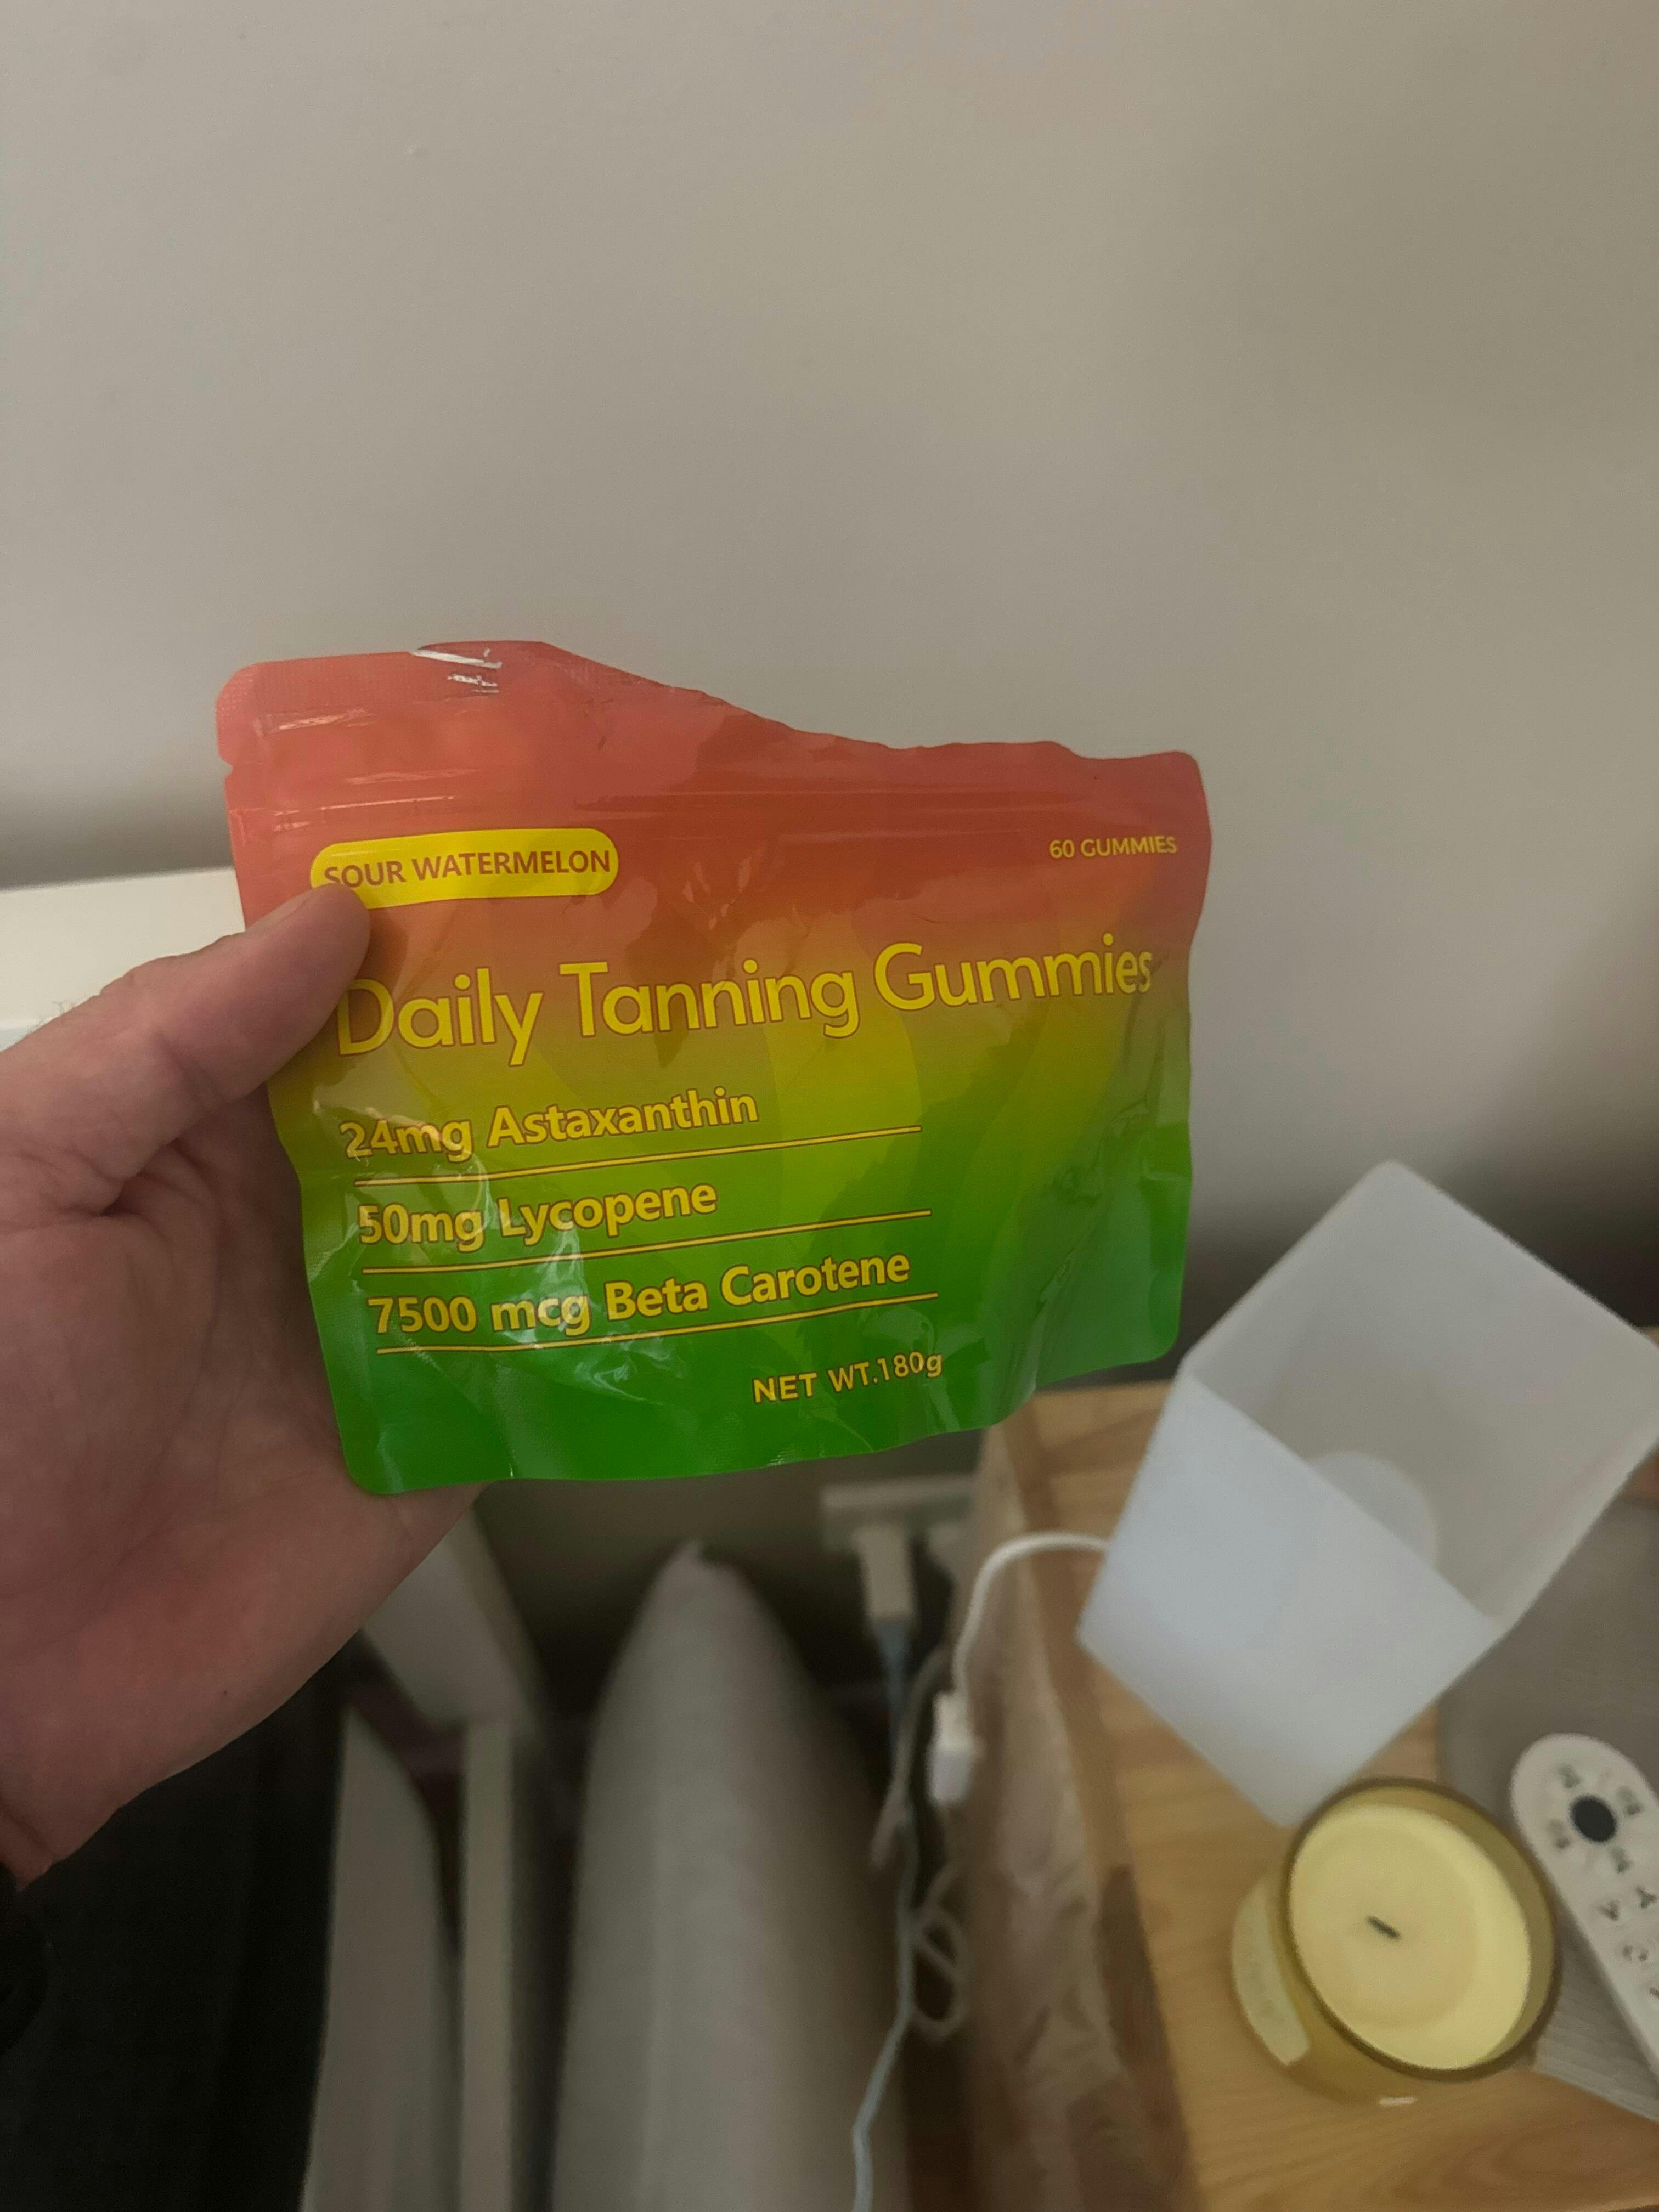 SOUR WATERMELON
60 GUMMIES
Daily Tanning Gummies
24mg Astaxanthin
50mg Lycopene
7500 mcg Beta Carotene
NET WT.180g